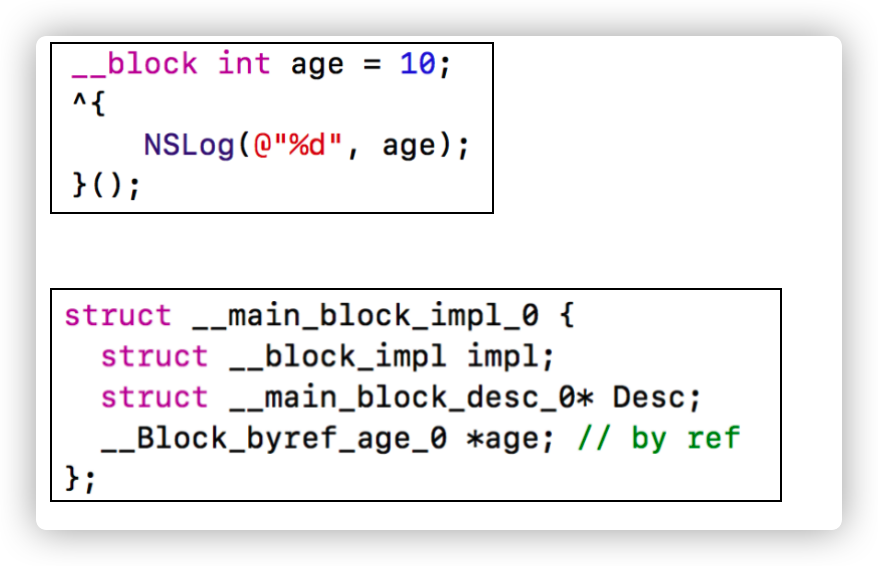 __block int age = 10;
^{
    NSLog(@"%d", age);
}();
struct __main_block_impl_0 {
  struct __block_impl impl;
  struct __main_block_desc_0* Desc;
  __Block_byref_age_0 *age; // by ref
};